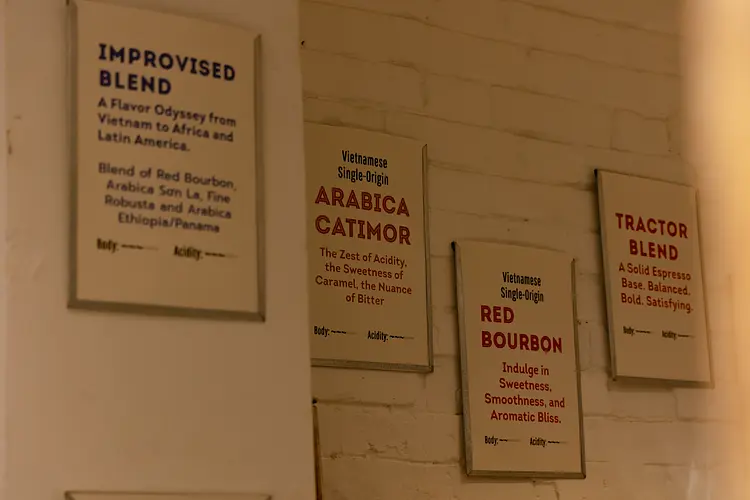 IMPROVISED
BLEND
A Flavor Odyssey from
Vietnam to Africa and
Latin America.
Blend of Red Bourbon,
Arabica Sơn La, Fine
Robusta and Arabica
Ethiopia/Panama
Body:
Acidity:
Vietnamese
Single-Origin
ARABICA
CATIMOR
The Zest of Acidity,
the Sweetness of
Caramel, the Nuance
of Bitter
Body:
Acidity:
Vietnamese
Single-Origin
RED
BOURBON
Indulge in
Sweetness,
Smoothness, and
Aromatic Bliss.
Body:
Acidity:
TRACTOR
BLEND
A Solid Espresso
Base. Balanced.
Bold. Satisfying.
Body:
Acidity: